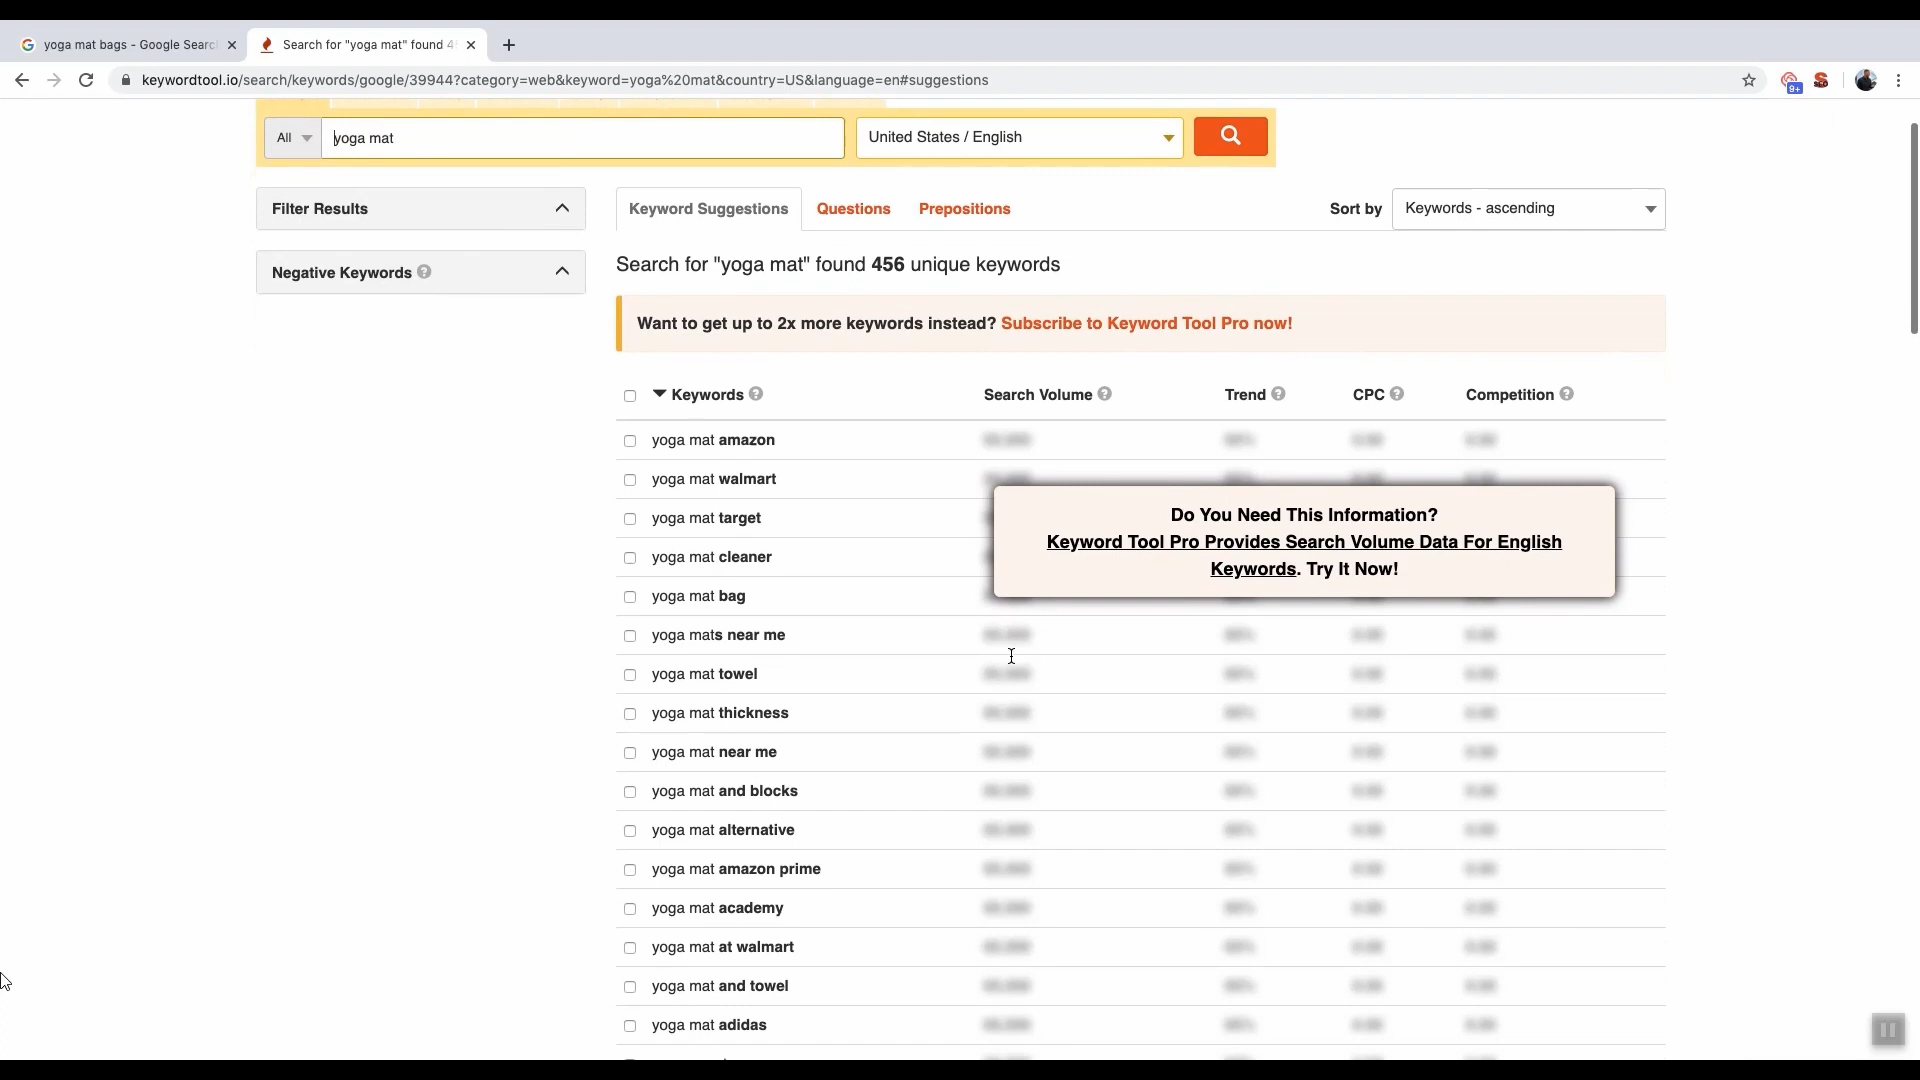 yoga mat bags - Google Searc
Search for "yoga mat" found 4
keywordtool.io/search/keywords/google/39944?category=web&keyword=yoga%20mat&country=US&language=en#suggestions
9+
All
yoga mat
United States / English
Filter Results
Negative Keywords
Keyword Suggestions
Questions
Prepositions
Sort by
Keywords - ascending
Search for "yoga mat" found 456 unique keywords
Want to get up to 2x more keywords instead? Subscribe to Keyword Tool Pro now!
Keywords
Search Volume
Trend
CPC
Competition
yoga mat amazon
yoga mat walmart
yoga mat target
yoga mat cleaner
yoga mat bag
Do You Need This Information?
Keyword Tool Pro Provides Search Volume Data For English
Keywords. Try It Now!
yoga mats near me
yoga mat towel
yoga mat thickness
yoga mat near me
yoga mat and blocks
yoga mat alternative
yoga mat amazon prime
yoga mat academy
yoga mat at walmart
yoga mat and towel
yoga mat adidas